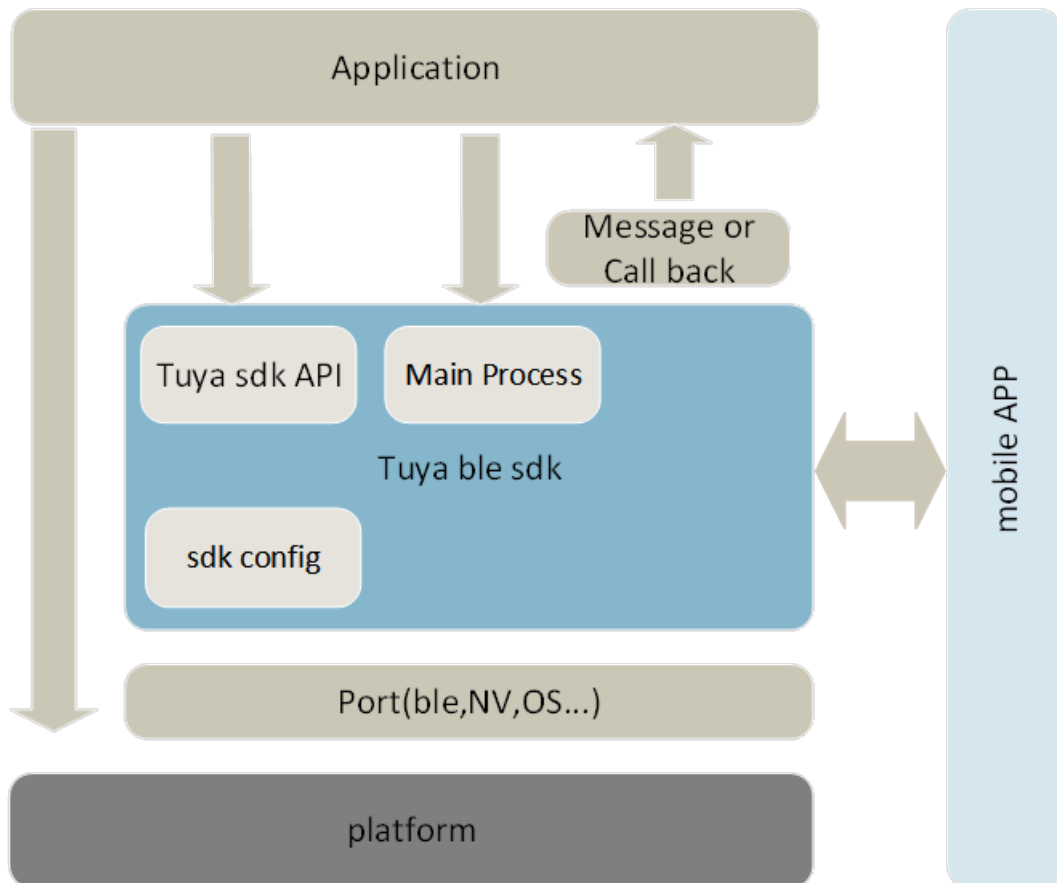 Application
Message or
Call back
Tuya sdk API
Main Process
Tuya ble sdk
sdk config
Port(ble,NV,OS...)
platform
mobile APP